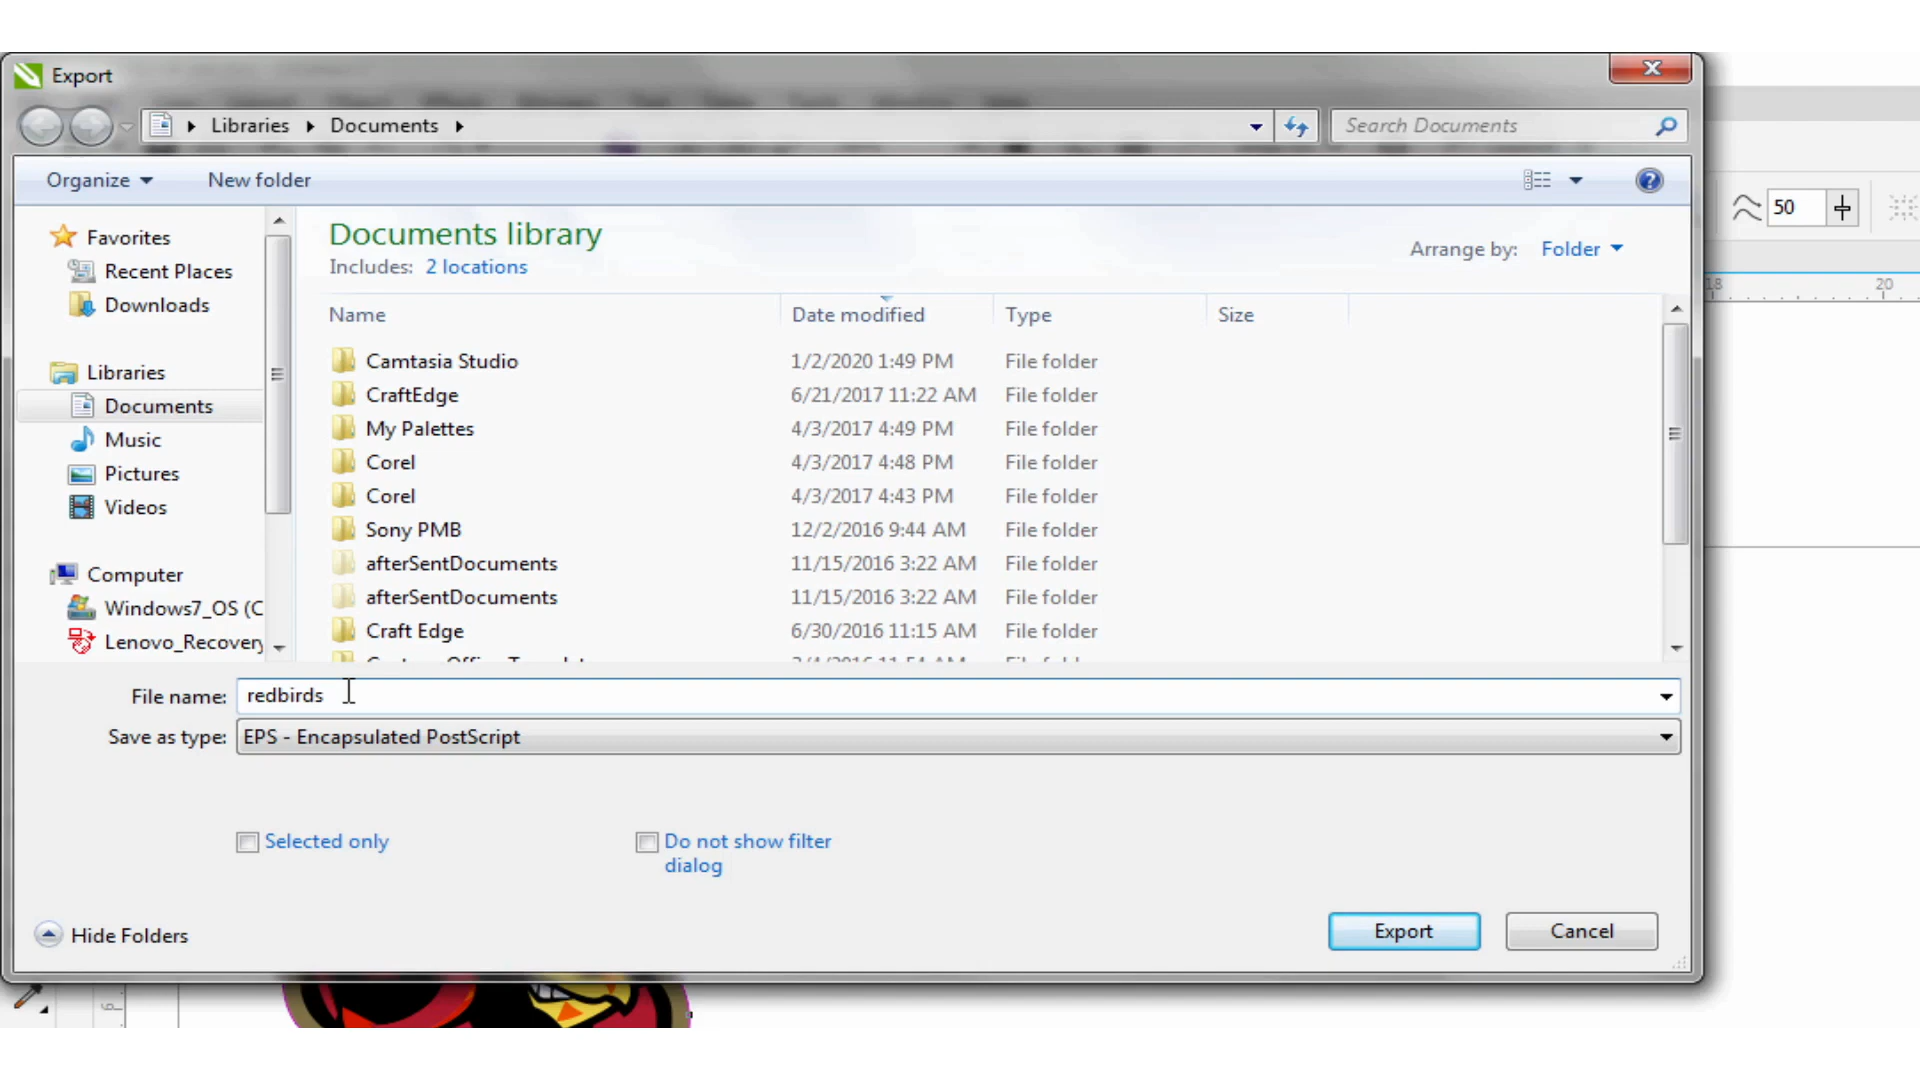 Export
Libraries Documents
Search Documents
Organize New folder
50
Favorites
Recent Places
Downloads
Libraries
Documents
Music
Pictures
Videos
Computer
Windows7_OS (C
Lenovo_Recovery
Documents library
Includes: 2 locations
Arrange by: Folder
18 20
Name Date modified Type Size
Camtasia Studio 1/2/2020 1:49 PM File folder
CraftEdge 6/21/2017 11:22 AM File folder
My Palettes 4/3/2017 4:49 PM File folder
Corel 4/3/2017 4:48 PM File folder
Corel 4/3/2017 4:43 PM File folder
Sony PMB 12/2/2016 9:44 AM File folder
afterSentDocuments 11/15/2016 3:22 AM File folder
afterSentDocuments 11/15/2016 3:22 AM File folder
Craft Edge 6/30/2016 11:15 AM File folder
File name: redbirds
Save as type: EPS - Encapsulated PostScript
Selected only
Do not show filter
dialog
Hide Folders
Export Cancel